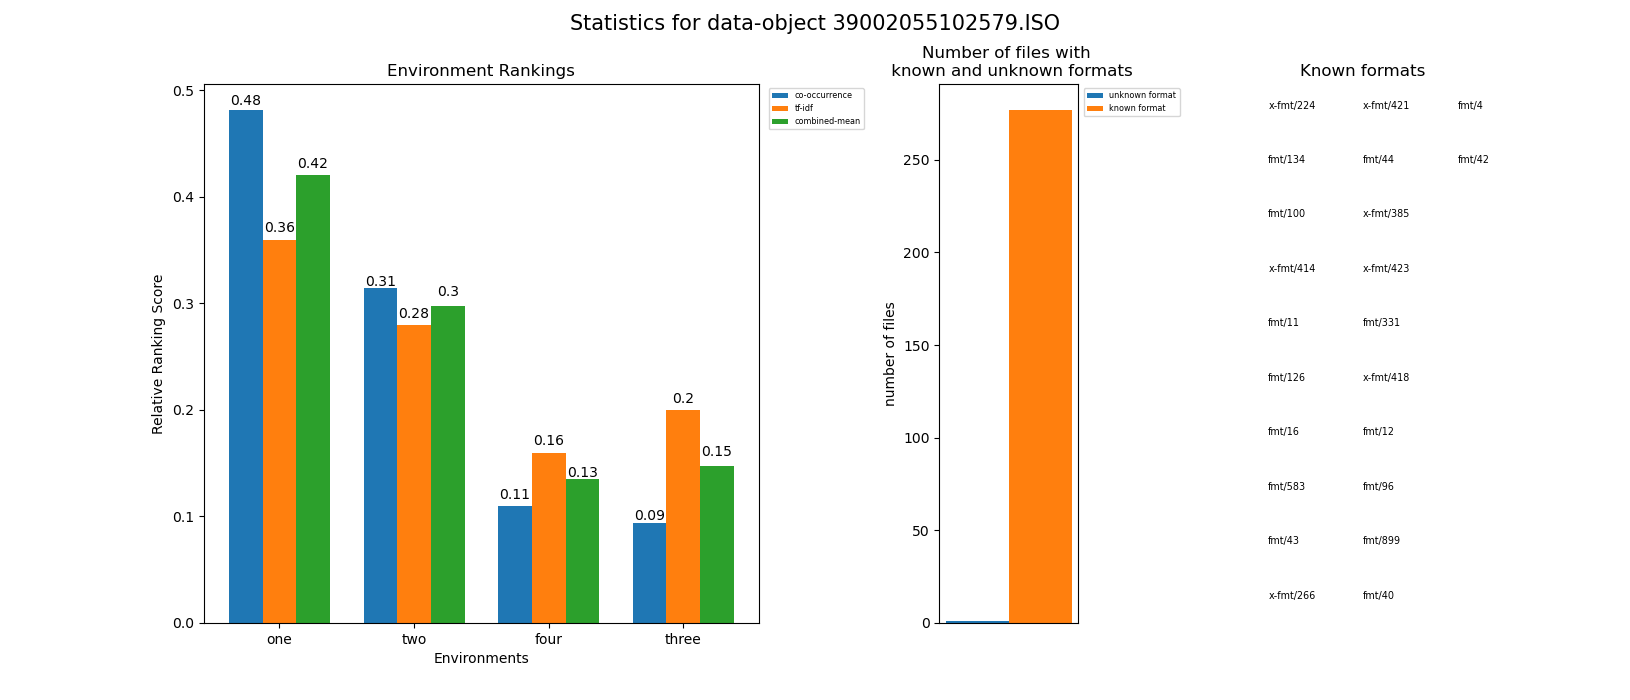 Statistics for data-object 39002055102579.ISO
Environment Rankings
0.5
0.4
0.3
0.2
0.1
0.0
Relative Ranking Score
0.48
0.36
0.42
0.31
0.28
0.3
0.11
0.16
0.13
0.09
0.2
0.15
one
two
four
three
Environments
co-occurrence
tf-idf
combined-mean
Number of files with
known and unknown formats
250
200
150
100
50
0
number of files
unknown format
known format
Known formats
x-fmt/224 x-fmt/421 fmt/4
fmt/134 fmt/44 fmt/42
fmt/100 x-fmt/385
x-fmt/414 x-fmt/423
fmt/11 fmt/331
fmt/126 x-fmt/418
fmt/16 fmt/12
fmt/583 fmt/96
fmt/43 fmt/899
x-fmt/266 fmt/40